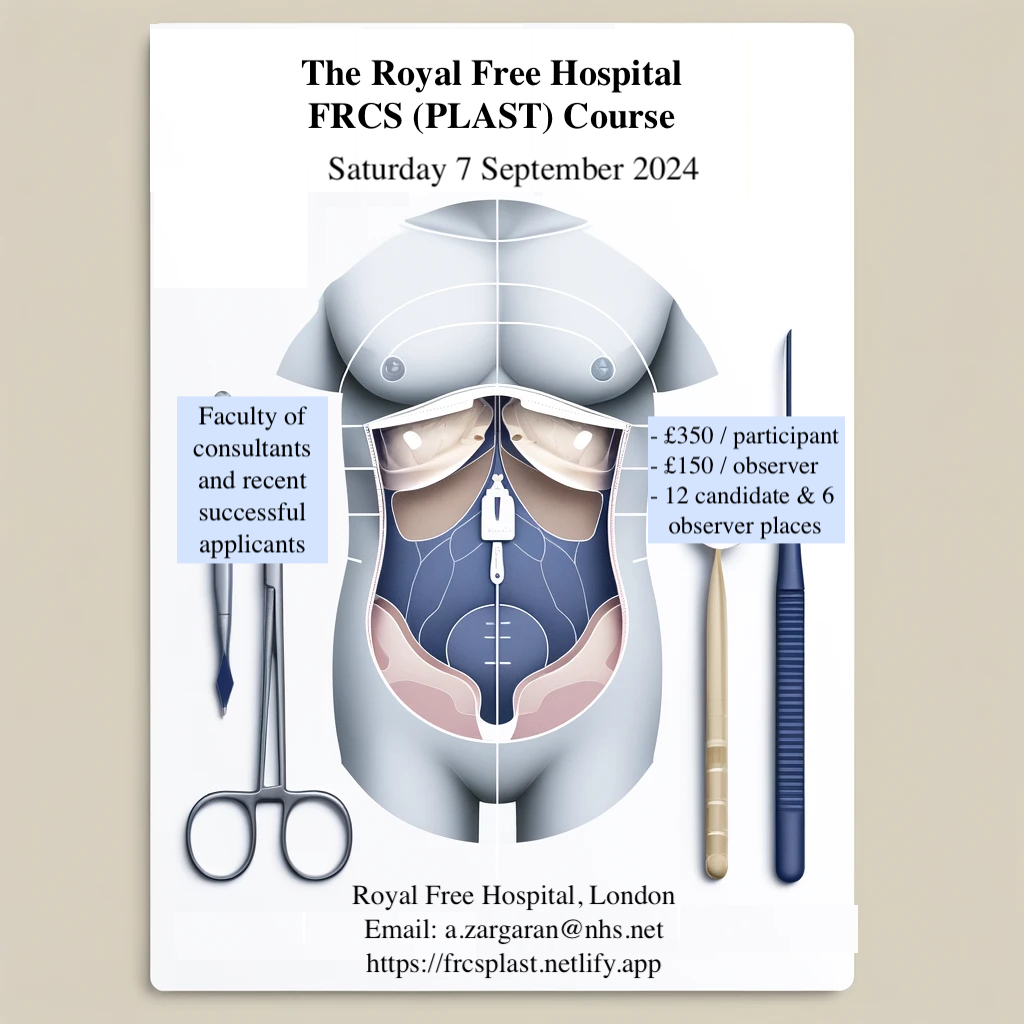 The Royal Free Hospital
FRCS (PLAST) Course
Saturday 7 September 2024
Faculty of
consultants
and recent
successful
applicants
- £350 / participant
- £150 / observer
- 12 candidate & 6
observer places
Royal Free Hospital, London
Email: a.zargaran@nhs.net
https://frcsplast.netlify.app